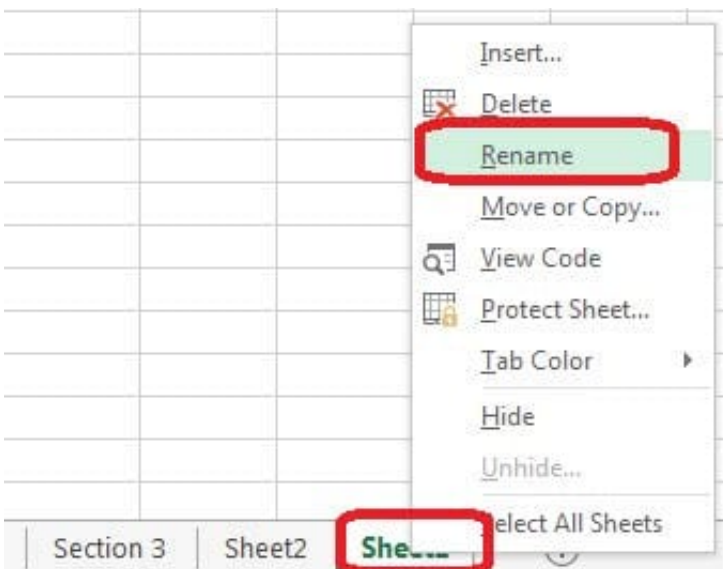 Insert...
Delete
Rename
Move or Copy...
View Code
Protect Sheet...
Tab Color
Hide
Unhide...
Select All Sheets
Section 3
Sheet2